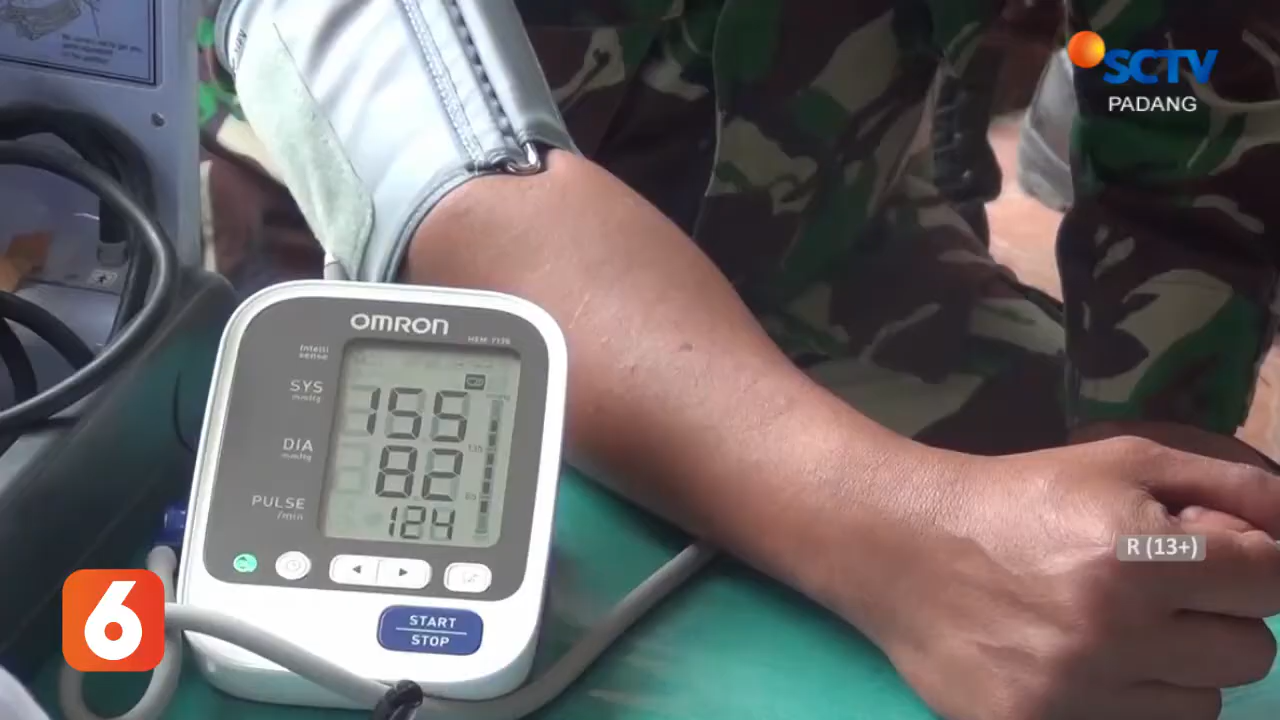 SCTV
PADANG
OMRON
HEM-7126
Intelli
sense
SYS
mmHg
155
DIA
mmHg
82
PULSE
/min
124
START
STOP
R (13+)
6